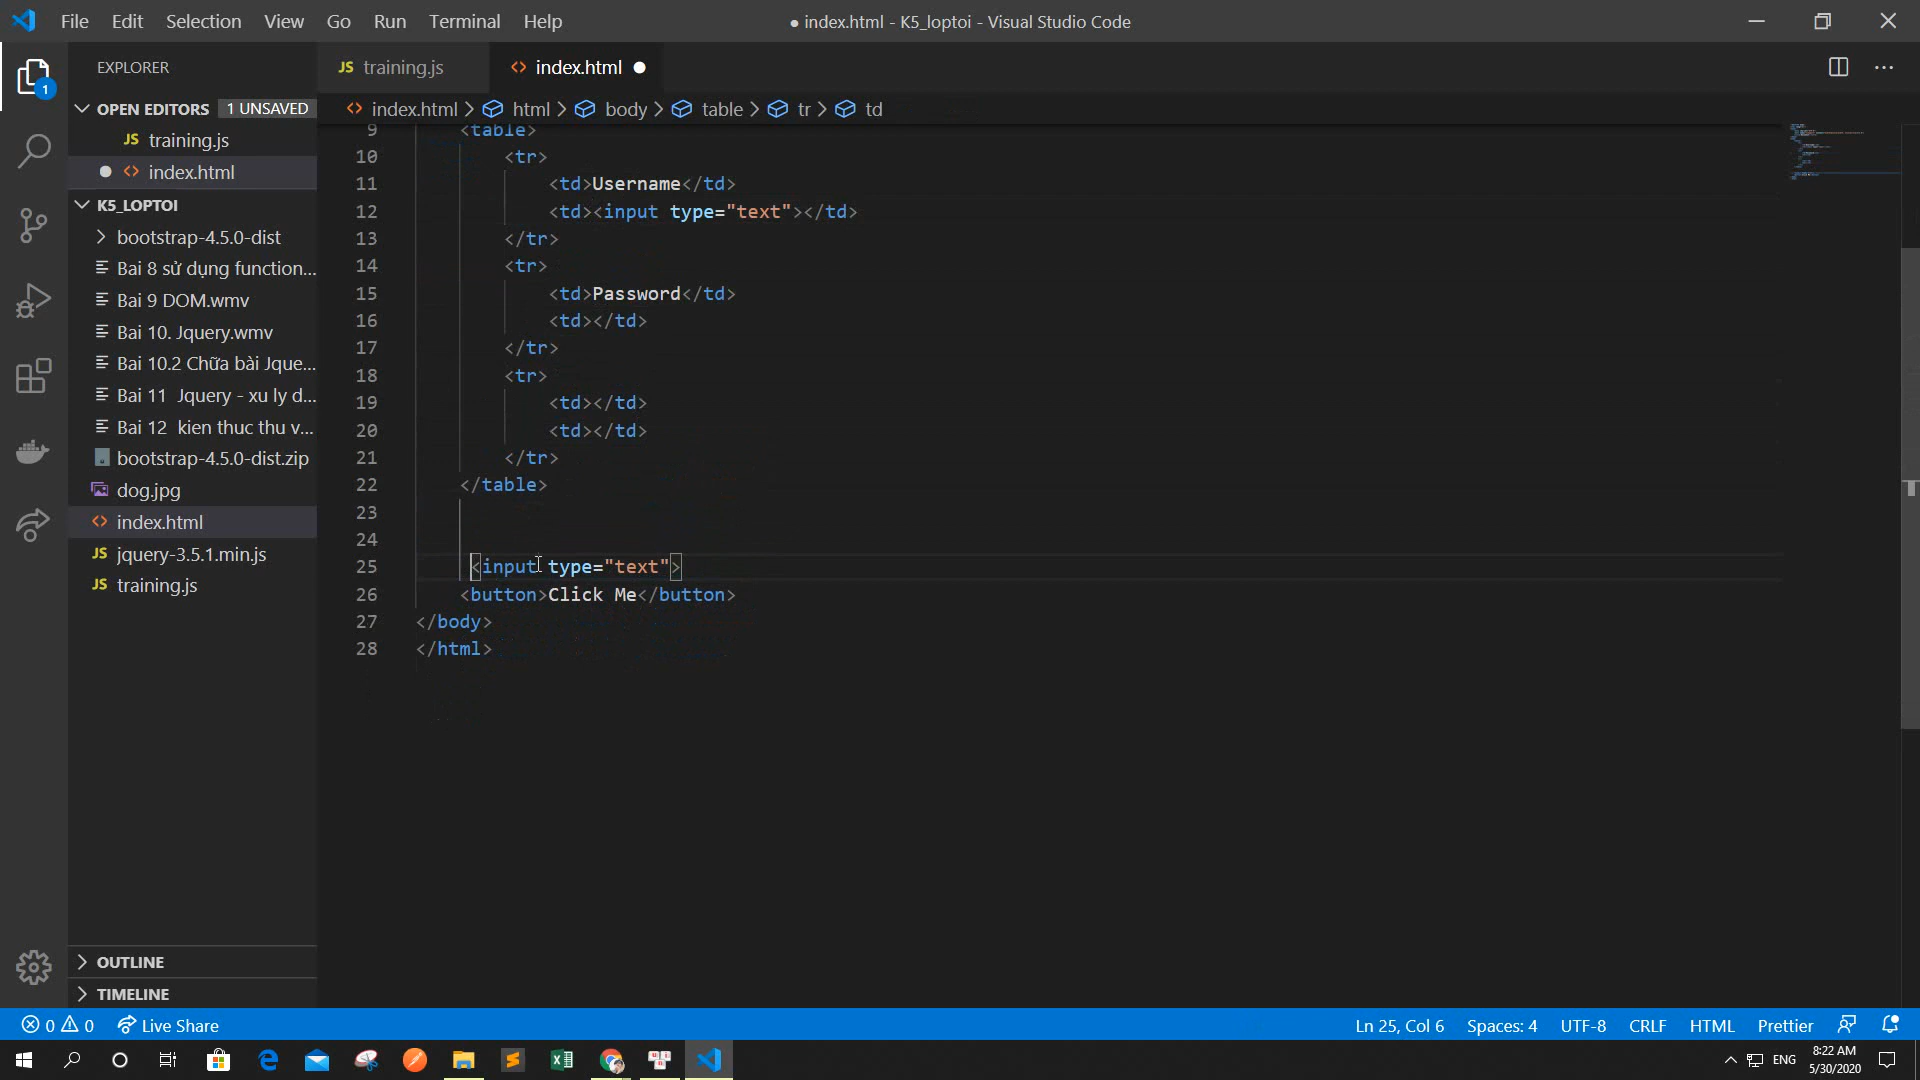 File Edit Selection View Go Run Terminal Help
● index.html - K5_loptoi - Visual Studio Code
EXPLORER
OPEN EDITORS 1 UNSAVED
JS training.js
● <> index.html
K5_LOPTOI
bootstrap-4.5.0-dist
Bai 8 sử dụng function...
Bai 9 DOM.wmv
Bai 10. Jquery.wmv
Bai 10.2 Chữa bài Jque...
Bai 11 Jquery - xu ly d...
Bai 12 kien thuc thu v...
bootstrap-4.5.0-dist.zip
dog.jpg
<> index.html
JS jquery-3.5.1.min.js
JS training.js
OUTLINE
TIMELINE
1
JS training.js <> index.html ●
<> index.html > html > body > table > tr > td
9 <table>
10 <tr>
11 <td>Username</td>
12 <td><input type="text"></td>
13 </tr>
14 <tr>
15 <td>Password</td>
16 <td></td>
17 </tr>
18 <tr>
19 <td></td>
20 <td></td>
21 </tr>
22 </table>
23
24
25 <input type="text">
26 <button>Click Me</button>
27 </body>
28 </html>
0 0 Live Share Ln 25, Col 6 Spaces: 4 UTF-8 CRLF HTML Prettier
ENG 8:22 AM
5/30/2020